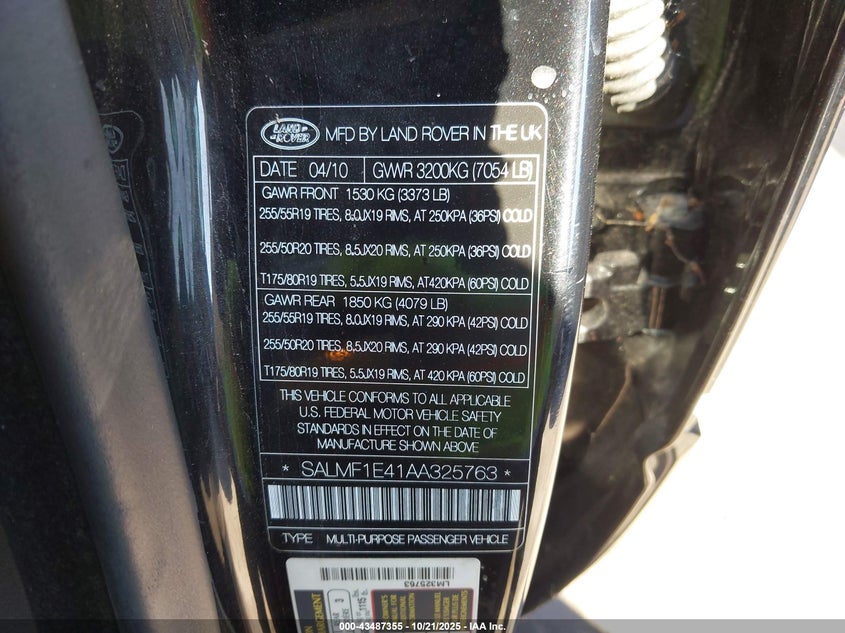 LAND ROVER
MFD BY LAND ROVER IN THE UK
DATE 04/10 GWR 3200KG (7054 LB)
GAWR FRONT 1530 KG (3373 LB)
255/55R19 TIRES, 8.0JX19 RIMS, AT 250KPA (36PSI) COLD
255/50R20 TIRES, 8.5JX20 RIMS, AT 250KPA (36PSI) COLD
T175/80R19 TIRES, 5.5JX19 RIMS, AT420KPA (60PSI) COLD
GAWR REAR 1850 KG (4079 LB)
255/55R19 TIRES, 8.0JX19 RIMS, AT 290 KPA (42PSI) COLD
255/50R20 TIRES, 8.5JX20 RIMS, AT 290 KPA (42PSI) COLD
T175/80R19 TIRES, 5.5JX19 RIMS, AT 420 KPA (60PSI) COLD
THIS VEHICLE CONFORMS TO ALL APPLICABLE
U.S. FEDERAL MOTOR VEHICLE SAFETY
STANDARDS IN EFFECT ON THE DATE OF
MANUFACTURE SHOWN ABOVE
* SALMF1E41AA325763 *
TYPE MULTI-PURPOSE PASSENGER VEHICLE
LM325763
000-43487355 - 10/21/2025 - IAA Inc.